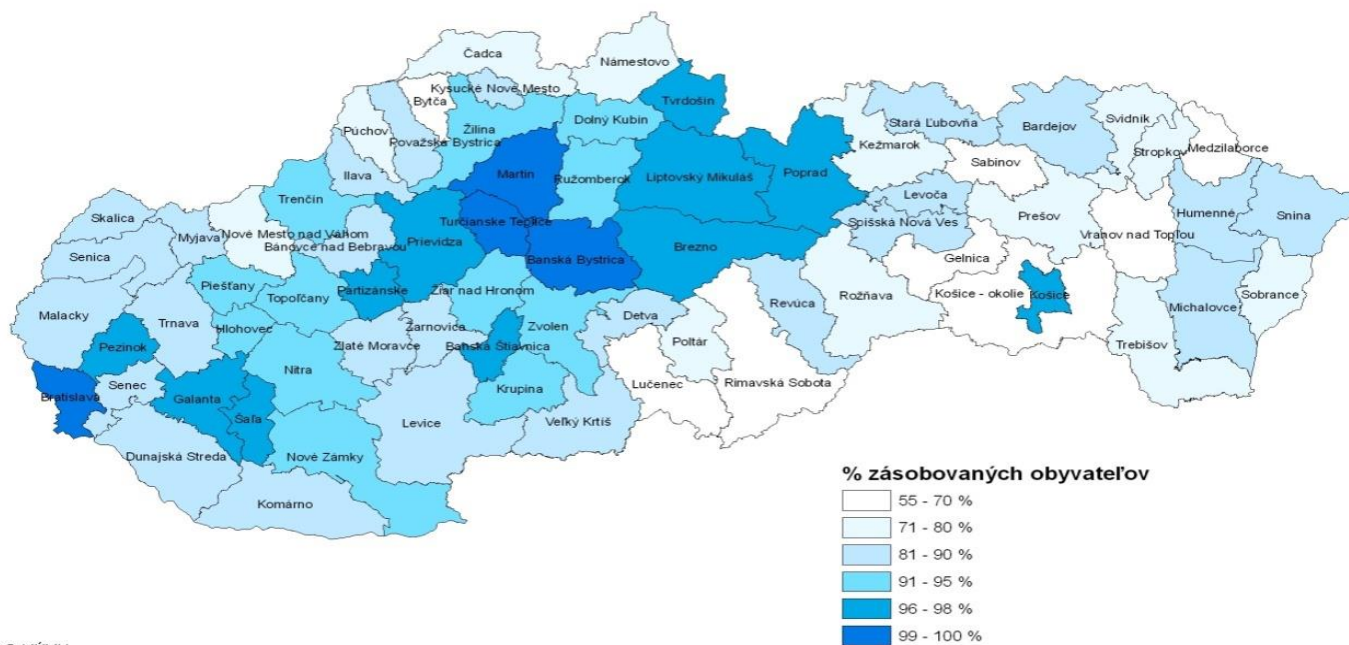 Čadca
Námestovo
Kysucké Nové Mesto
Bytča
Tvrdošín
Púchov
Žilina
Dolný Kubín
Považská Bystrica
Stará Ľubovňa
Bardejov
Svidník
Stropkov
Medzilaborce
Kežmarok
Sabinov
Ilava
Martin
Ružomberok
Liptovský Mikuláš
Poprad
Levoča
Trenčín
Turčianske Teplice
Spišská Nová Ves
Prešov
Humenné
Snina
Skalica
Myjava
Nové Mesto nad Váhom
Bánovce nad Bebravou
Prievidza
Banská Bystrica
Brezno
Vranov nad Topľou
Senica
Gelnica
Piešťany
Topoľčany
Partizánske
Žiar nad Hronom
Revúca
Rožňava
Košice - okolie
Košice
Sobrance
Malacky
Trnava
Hlohovec
Zlaté Moravce
Žarnovica
Banská Štiavnica
Zvolen
Detva
Poltár
Michalovce
Trebišov
Pezinok
Nitra
Senec
Bratislava
Galanta
Šaľa
Krupina
Lučenec
Rimavská Sobota
Levice
Veľký Krtíš
Dunajská Streda
Nové Zámky
Komárno
% zásobovaných obyvateľov
55 - 70 %
71 - 80 %
81 - 90 %
91 - 95 %
96 - 98 %
99 - 100 %